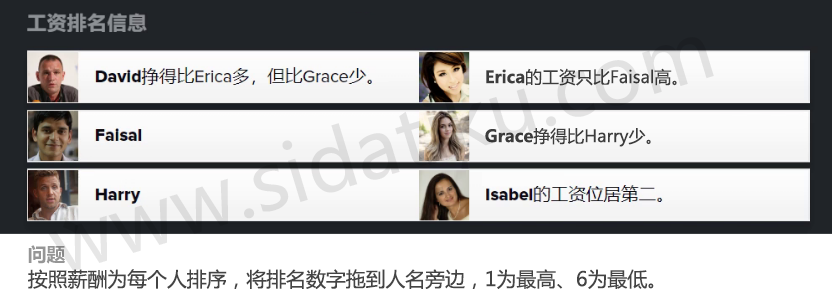 工资排名信息
David挣得比Erica多，但比Grace少。
Erica的工资只比Faisal高。
Faisal
Grace挣得比Harry少。
Harry
Isabel的工资位居第二。
www.sidatiku.com
问题
按照薪酬为每个人排序，将排名数字拖到人名旁边，1为最高、6为最低。